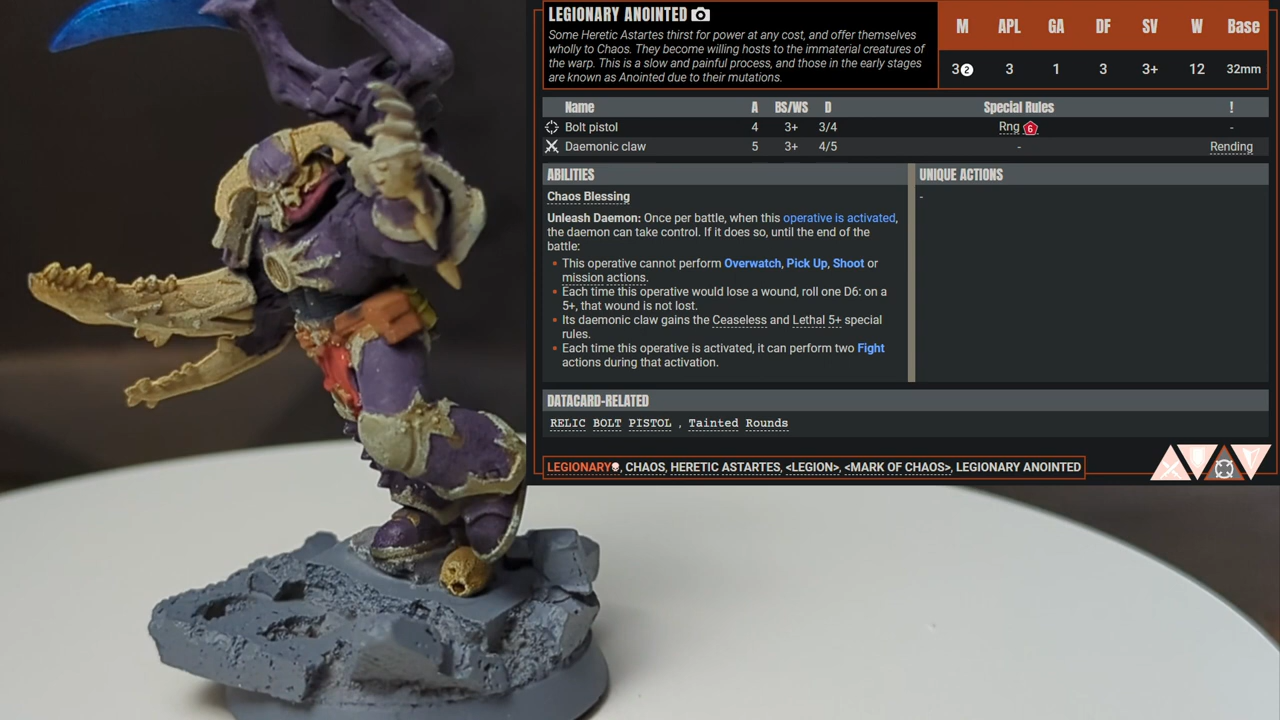 LEGIONARY ANOINTED
Some Heretic Astartes thirst for power at any cost, and offer themselves
wholly to Chaos. They become willing hosts to the immaterial creatures of
the warp. This is a slow and painful process, and those in the early stages
are known as Anointed due to their mutations.
M APL GA DF SV W Base
3② 3 1 3 3+ 12 32mm
Name A BS/WS D Special Rules !
Bolt pistol 4 3+ 3/4 Rng 6 -
Daemonic claw 5 3+ 4/5 - Rending
ABILITIES
Chaos Blessing
Unleash Daemon: Once per battle, when this operative is activated,
the daemon can take control. If it does so, until the end of the
battle:
• This operative cannot perform Overwatch, Pick Up, Shoot or
mission actions.
• Each time this operative would lose a wound, roll one D6: on a
5+, that wound is not lost.
• Its daemonic claw gains the Ceaseless and Lethal 5+ special
rules.
• Each time this operative is activated, it can perform two Fight
actions during that activation.
UNIQUE ACTIONS
-
DATACARD-RELATED
RELIC BOLT PISTOL , Tainted Rounds
LEGIONARY, CHAOS, HERETIC ASTARTES, <LEGION>, <MARK OF CHAOS>, LEGIONARY ANOINTED